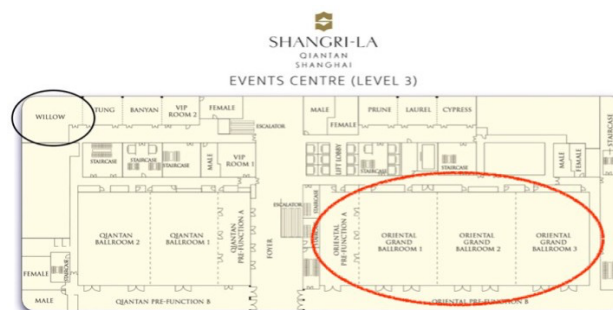 SHANGRI-LA
QIANTAN
SHANGHAI
EVENTS CENTRE (LEVEL 3)
WILLOW
TUNG
BANYAN
VIP
ROOM 2
FEMALE
ESCALATOR
MALE
FEMALE
PRUNE
LAUREL
CYPRESS
STAIRCASE
STAIRCASE
STAIRCASE
MALE
VIP
ROOM 1
LIFT LOBBY
STAIRCASE
STAIRCASE
MALE
FEMALE
QIANTAN
BALLROOM 2
QIANTAN
BALLROOM 1
QIANTAN
PRE-FUNCTION A
FOYER
ESCALATOR
STAIRCASE
ORIENTAL
PRE-FUNCTION A
ORIENTAL
GRAND
BALLROOM 1
ORIENTAL
GRAND
BALLROOM 2
ORIENTAL
GRAND
BALLROOM 3
FEMALE
MALE
QIANTAN PRE-FUNCTION B
ORIENTAL PRE-FUNCTION B